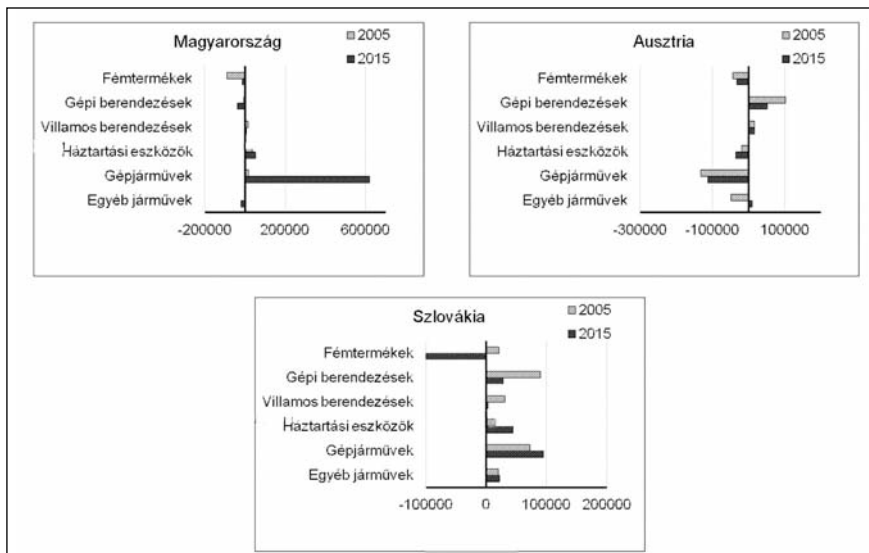 Magyarország
2005
2015
Fémtermékek
Gépi berendezések
Villamos berendezések
Háztartási eszközök
Gépjárművek
Egyéb járművek
-200000 200000 600000
Ausztria
2005
2015
Fémtermékek
Gépi berendezések
Villamos berendezések
Háztartási eszközök
Gépjárművek
Egyéb járművek
-300000 -100000 100000
Szlovákia
2005
2015
Fémtermékek
Gépi berendezések
Villamos berendezések
Háztartási eszközök
Gépjárművek
Egyéb járművek
-100000 0 100000 200000